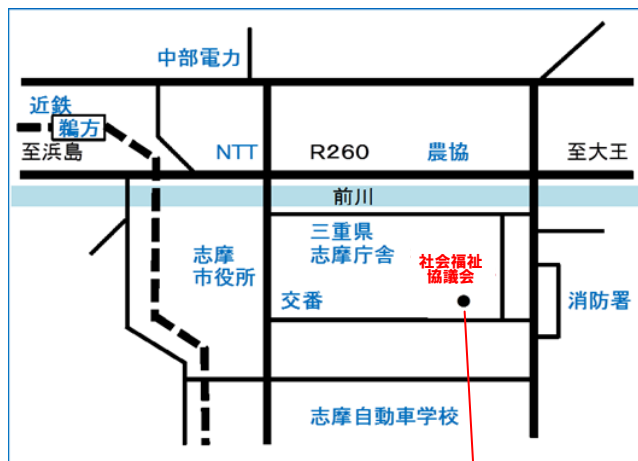 中部電力
近鉄
鵜方
至浜島
NTT
R260
農協
至大王
前川
志摩
市役所
三重県
志摩庁舎
社会福祉
協議会
交番
消防署
志摩自動車学校